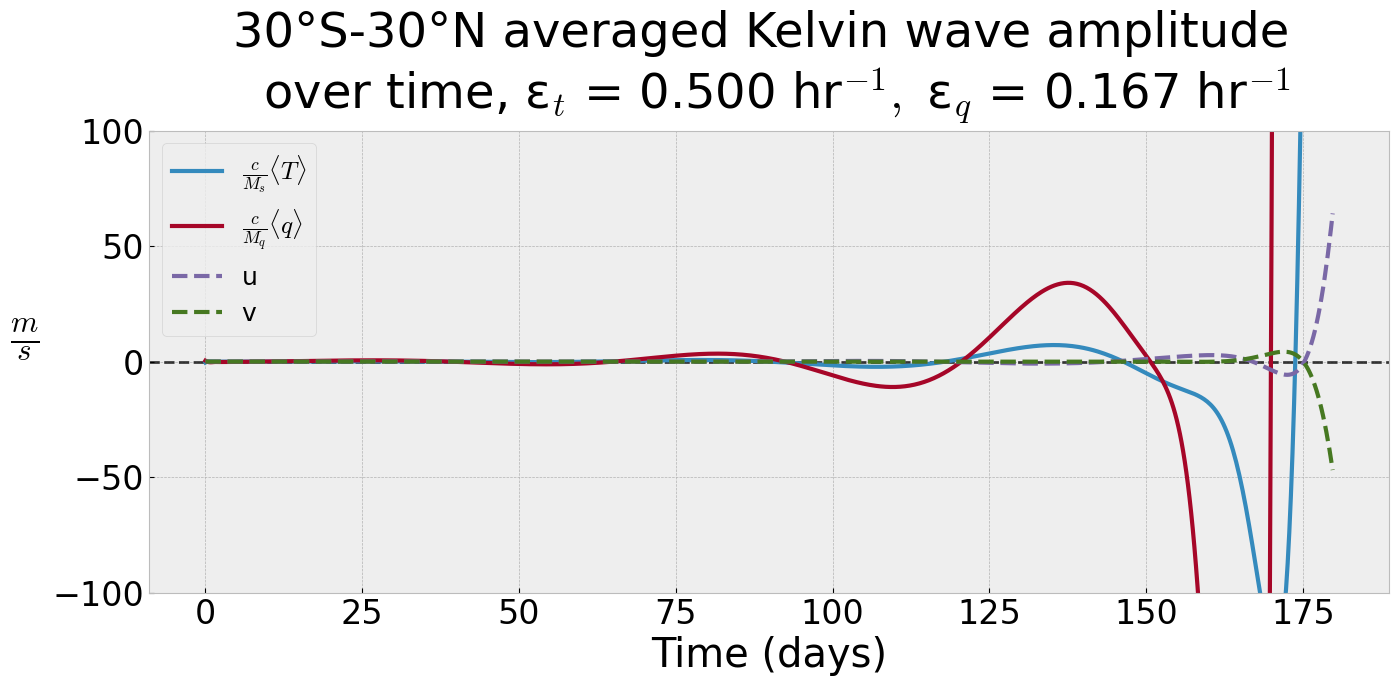 30°S-30°N averaged Kelvin wave amplitude
over time, ε_t = 0.500 hr⁻¹, ε_q = 0.167 hr⁻¹
100
50
0
−50
−100
m/s
c/M_s ⟨T⟩
c/M_q ⟨q⟩
u
v
0 25 50 75 100 125 150 175
Time (days)